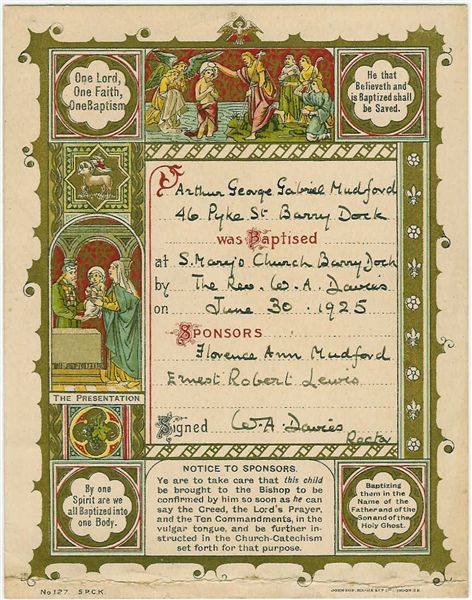 One Lord,
One Faith,
One Baptism
He that
Believeth and
is Baptized shall
be Saved.
Arthur George Gabriel Mudford
46. Pyke St. Barry Dock
was Baptised
at S. Mary's Church Barry Dock
by The Rev. W. A. Davies.
on June 30. 1925
SPONSORS
Florence Ann Mudford
Ernest Robert Lewis
Signed W. A. Davies
Rector
THE PRESENTATION
By one
Spirit are we
all Baptized into
one Body.
NOTICE TO SPONSORS.
Ye are to take care that this child
be brought to the Bishop to be
confirmed by him so soon as he can
say the Creed, the Lord's Prayer,
and the Ten Commandments, in the
vulgar tongue, and be further in-
structed in the Church-Catechism
set forth for that purpose.
Baptizing
them in the
Name of the
Father and of the
Son and of the
Holy Ghost.
No 127. S.P.C.K.